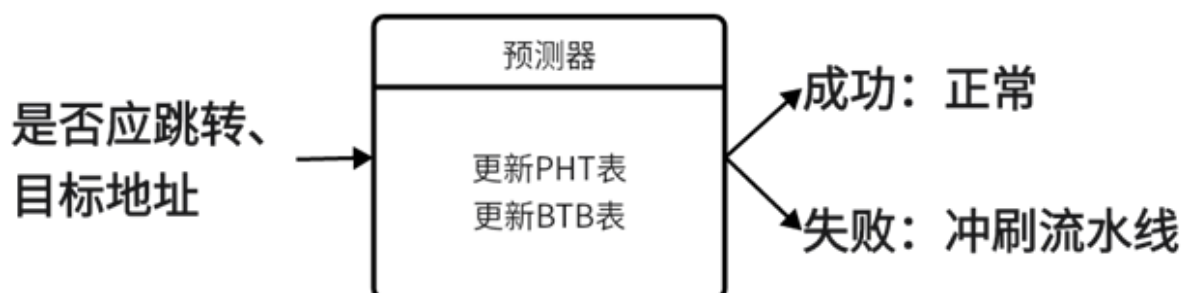 预测器
是否应跳转、
目标地址
更新PHT表
更新BTB表
成功：正常
失败：冲刷流水线